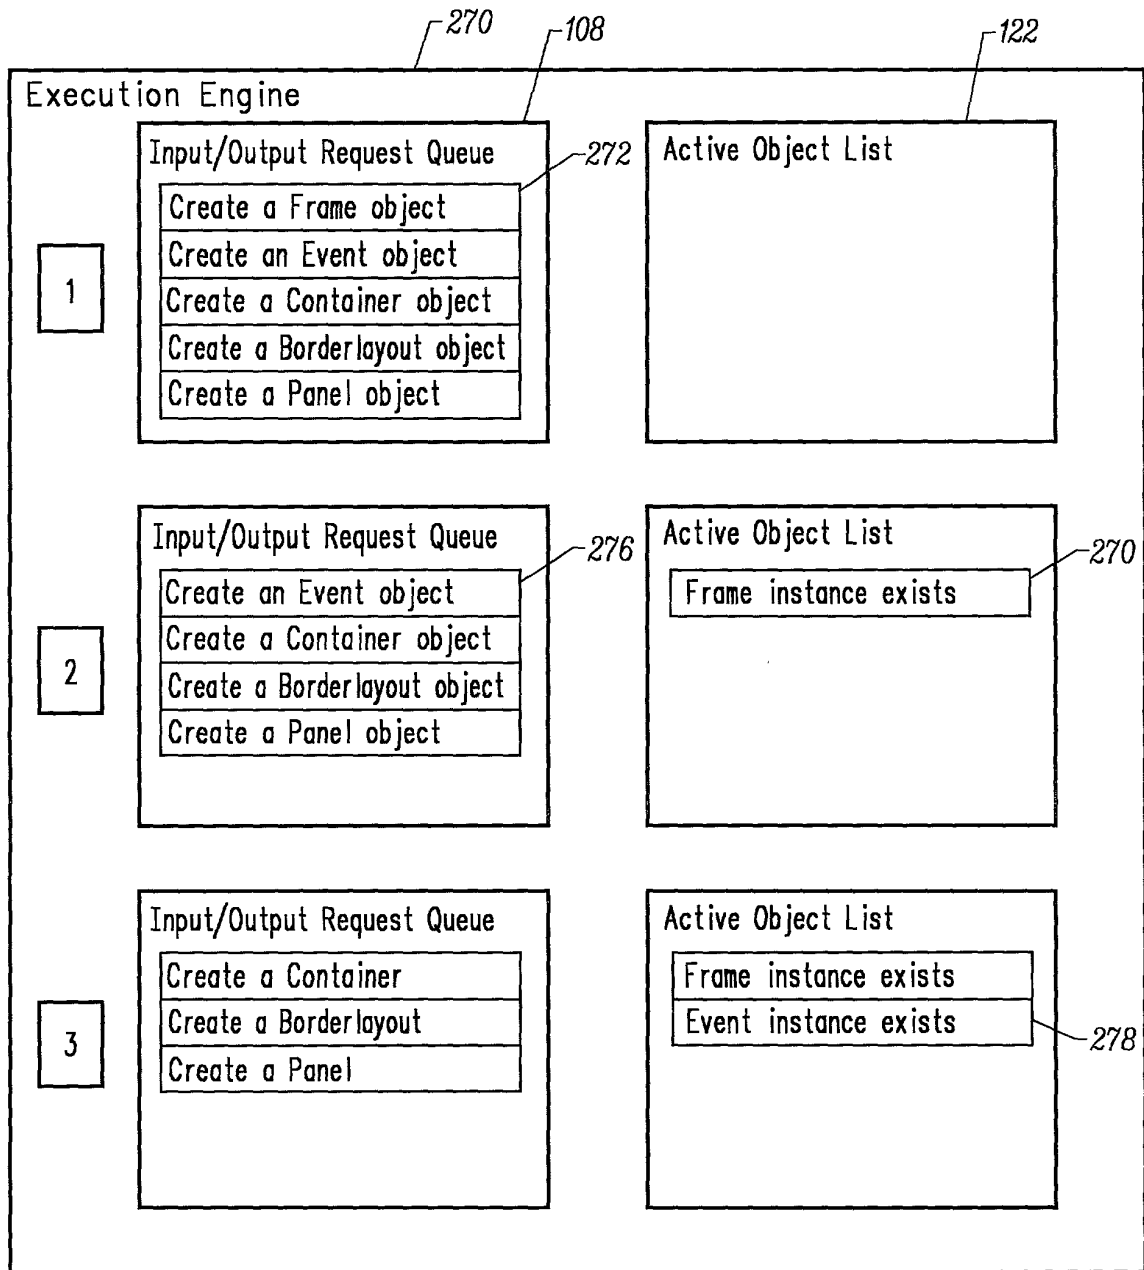 270
108
122
Execution Engine
Input/Output Request Queue
272
Active Object List
Create a Frame object
Create an Event object
1
Create a Container object
Create a Borderlayout object
Create a Panel object
Input/Output Request Queue
276
Active Object List
270
Create an Event object
Frame instance exists
Create a Container object
2
Create a Borderlayout object
Create a Panel object
Input/Output Request Queue
Active Object List
Create a Container
Frame instance exists
Create a Borderlayout
Event instance exists
278
3
Create a Panel